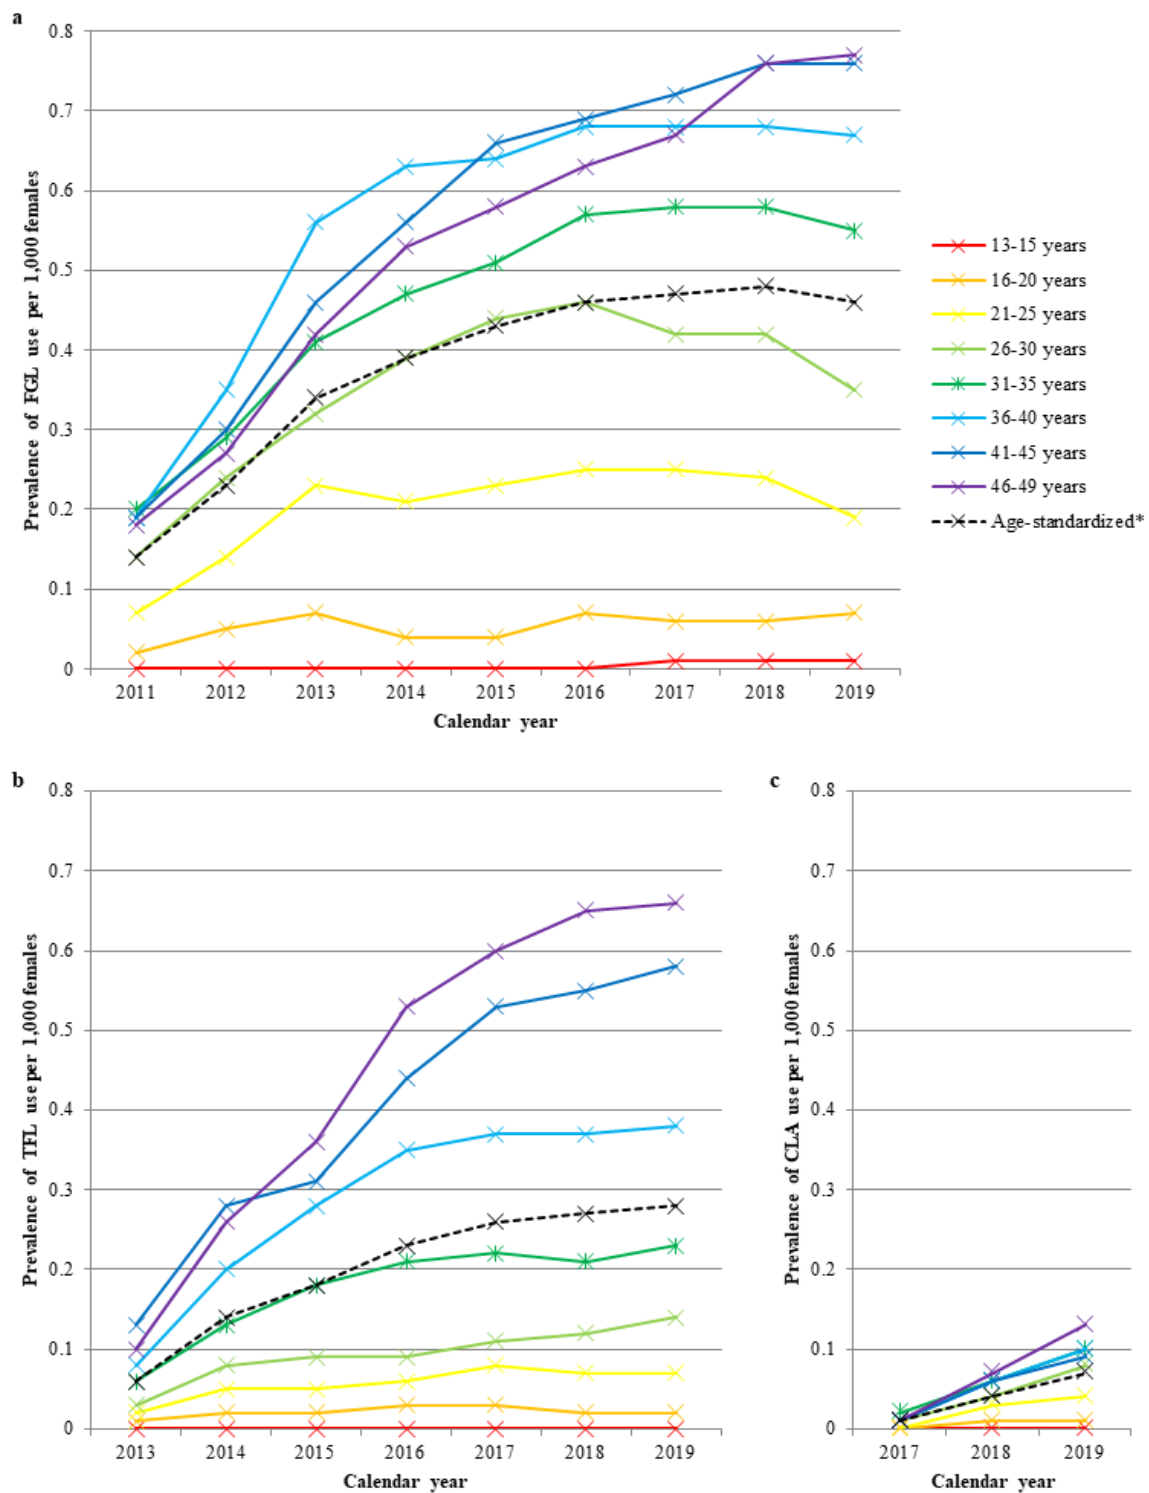 a
Prevalence of FGL use per 1,000 females
0.8
0.7
0.6
0.5
0.4
0.3
0.2
0.1
0
2011 2012 2013 2014 2015 2016 2017 2018 2019
Calendar year
13-15 years
16-20 years
21-25 years
26-30 years
31-35 years
36-40 years
41-45 years
46-49 years
Age-standardized*
b
Prevalence of TFL use per 1,000 females
0.8
0.7
0.6
0.5
0.4
0.3
0.2
0.1
0
2013 2014 2015 2016 2017 2018 2019
Calendar year
c
Prevalence of CLA use per 1,000 females
0.8
0.7
0.6
0.5
0.4
0.3
0.2
0.1
0
2017 2018 2019
Calendar year